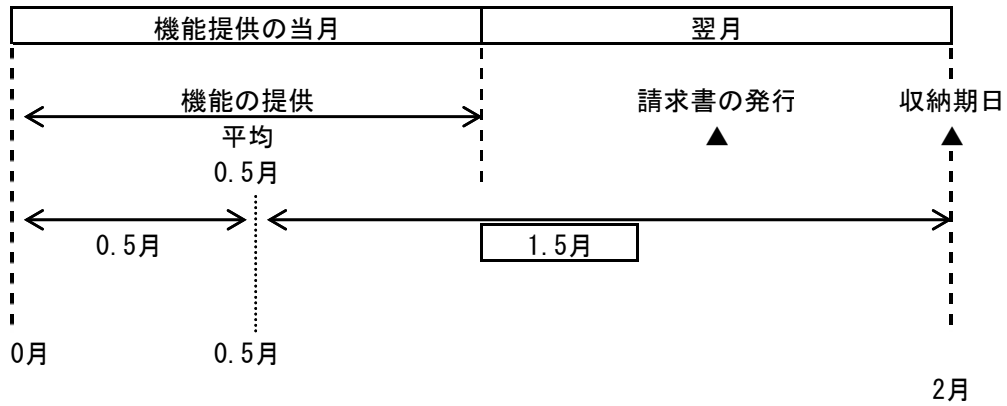 機能提供の当月 翌月
機能の提供 請求書の発行 収納期日
平均 ▲ ▲
0.5月
0.5月 1.5月
0月 0.5月
2月